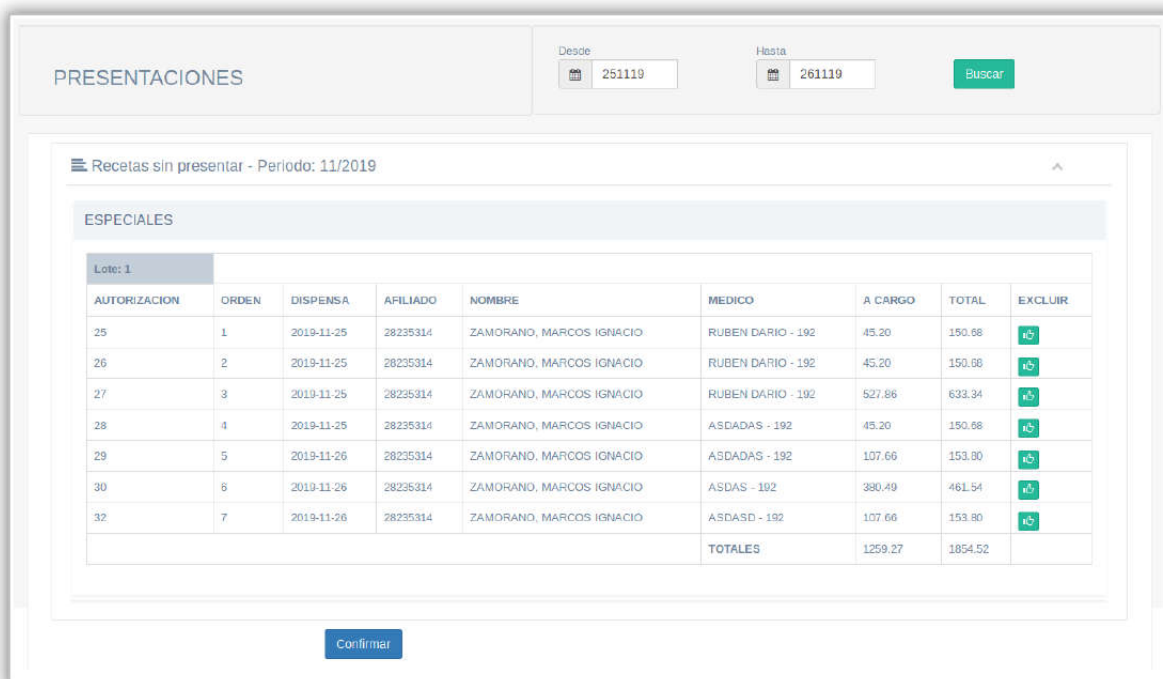 Desde Hasta
PRESENTACIONES 251119 261119 Buscar
Recetas sin presentar - Periodo: 11/2019
ESPECIALES
Lote: 1
AUTORIZACION ORDEN DISPENSA AFILIADO NOMBRE MEDICO A CARGO TOTAL EXCLUIR
25 1 2019-11-25 28235314 ZAMORANO, MARCOS IGNACIO RUBEN DARIO - 192 45.20 150.68
26 2 2019-11-25 28235314 ZAMORANO, MARCOS IGNACIO RUBEN DARIO - 192 45.20 150.68
27 3 2019-11-25 28235314 ZAMORANO, MARCOS IGNACIO RUBEN DARIO - 192 527.86 633.34
28 4 2019-11-25 28235314 ZAMORANO, MARCOS IGNACIO ASDADAS - 192 45.20 150.68
29 5 2019-11-26 28235314 ZAMORANO, MARCOS IGNACIO ASDADAS - 192 107.66 153.80
30 6 2019-11-26 28235314 ZAMORANO, MARCOS IGNACIO ASDAS - 192 380.49 461.54
32 7 2019-11-26 28235314 ZAMORANO, MARCOS IGNACIO ASDASD - 192 107.66 153.80
TOTALES 1259.27 1854.52
Confirmar